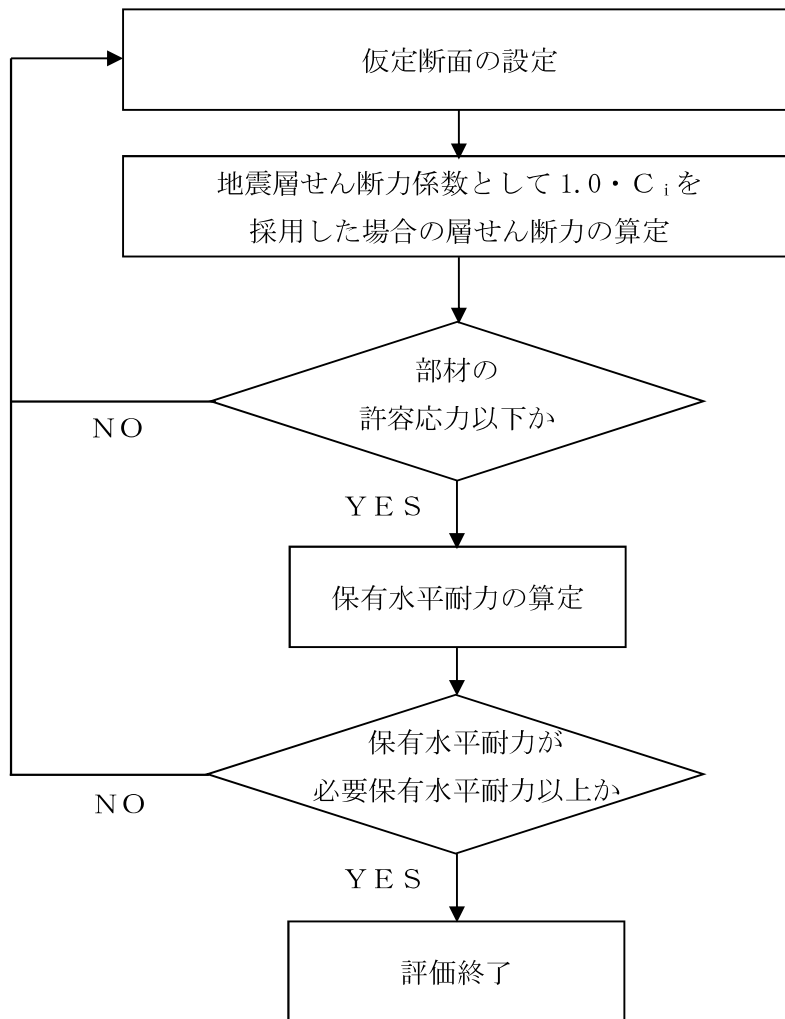 仮定断面の設定
地震層せん断力係数として1.0・Ciを
採用した場合の層せん断力の算定
部材の
許容応力以下か
NO
YES
保有水平耐力の算定
保有水平耐力が
必要保有水平耐力以上か
NO
YES
評価終了